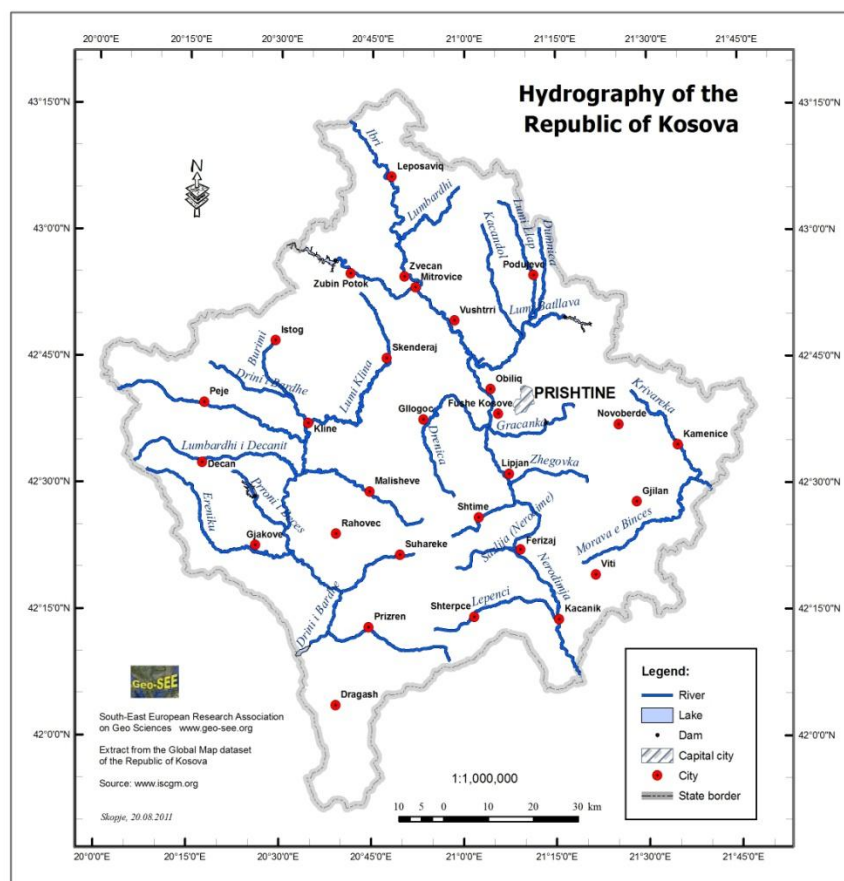 20°0'0"E 20°15'0"E 20°30'0"E 20°45'0"E 21°0'0"E 21°15'0"E 21°30'0"E 21°45'0"E
Hydrography of the
Republic of Kosova
43°15'0"N 43°15'0"N
N
Ibri
Leposaviq
Lumbardhi
Kacandol
Lumi Llap
Dumnica
43°0'0"N 43°0'0"N
Zvecan
Mitrovice
Podujeve
Zubin Potok
Vushtrri
Lumi Batllava
Istog
Burimi
Skenderaj
42°45'0"N 42°45'0"N
Drini i Bardhe
Lumi Klina
Peje
Obiliq
PRISHTINE
Krivareka
Gllogoc
Fushe Kosove
Novoberde
Kline
Gracanka
Drenica
Kamenice
Lumbardhi i Decanit
Decan
Lipjan
Zhegovka
42°30'0"N 42°30'0"N
Malisheve
Prroni i Daces
Ereniku
Gjilan
Shtime
Rahovec
Gjakove
Suhareke
Ferizaj
Morava e Binces
Viti
Nerodimja
42°15'0"N 42°15'0"N
Shterpce
Lepenci
Kacanik
Drini i Bardhe
Prizren
Dragash
Geo-SEE
South-East European Research Association
on Geo Sciences www.geo-see.org
Extract from the Global Map dataset
of the Republic of Kosova
Source: www.iscgm.org
Skopje, 20.08.2011
42°0'0"N 42°0'0"N
Legend:
River
Lake
Dam
Capital city
City
State border
1:1,000,000
10 5 0 10 20 30 km
20°0'0"E 20°15'0"E 20°30'0"E 20°45'0"E 21°0'0"E 21°15'0"E 21°30'0"E 21°45'0"E